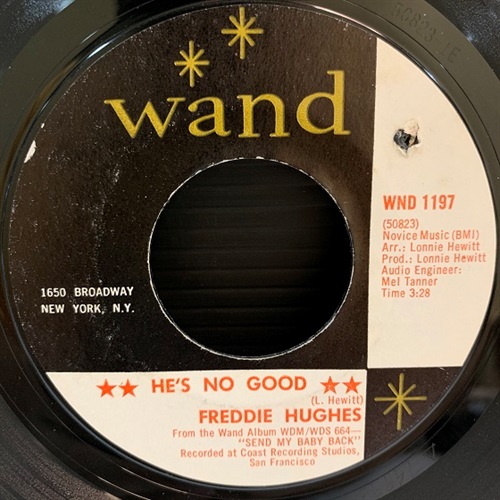 wand
WND 1197
(50823)
Novice Music (BMI)
Arr.: Lonnie Hewitt
Prod.: Lonnie Hewitt
Audio Engineer:
Mel Tanner
Time 3:28
1650 BROADWAY
NEW YORK, N.Y.
★★ HE'S NO GOOD ★★
(L. Hewitt)
FREDDIE HUGHES
From the Wand Album WDM/WDS 664—
"SEND MY BABY BACK"
Recorded at Coast Recording Studios,
San Francisco